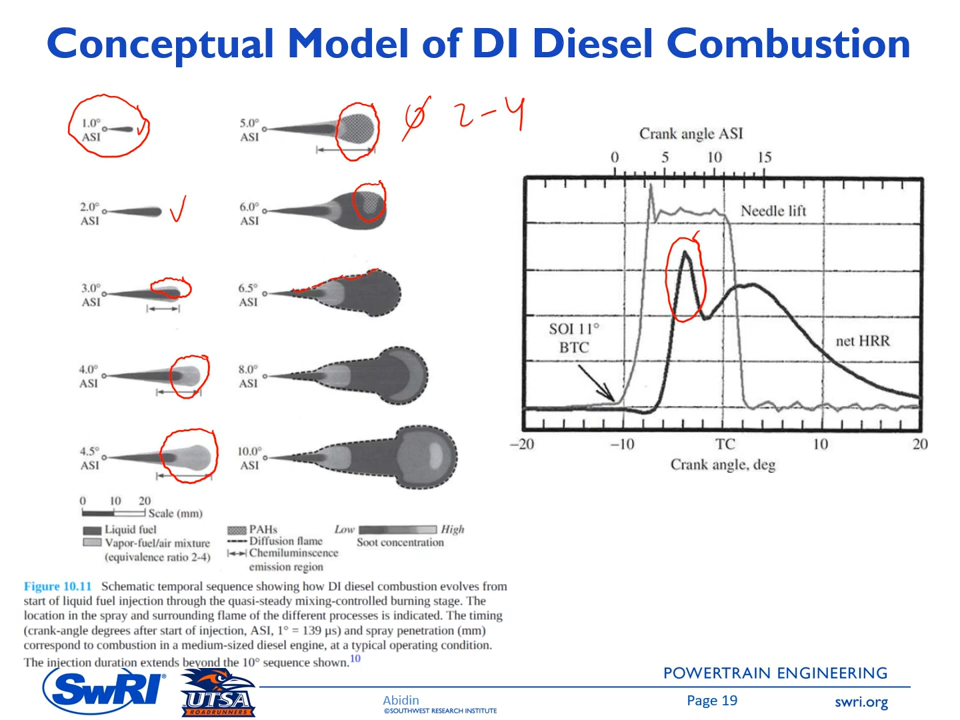 Conceptual Model of DI Diesel Combustion
1.0°
ASI
2.0°
ASI
3.0°
ASI
4.0°
ASI
4.5°
ASI
5.0°
ASI
6.0°
ASI
6.5°
ASI
8.0°
ASI
10.0°
ASI
ϕ 2-4
0 10 20
Scale (mm)
Liquid fuel
Vapor-fuel/air mixture
(equivalence ratio 2-4)
PAHs
Diffusion flame
Chemiluminscence
emission region
Low High
Soot concentration
Crank angle ASI
0 5 10 15
Needle lift
SOI 11°
BTC
net HRR
–20 –10 TC 10 20
Crank angle, deg
Figure 10.11 Schematic temporal sequence showing how DI diesel combustion evolves from
start of liquid fuel injection through the quasi-steady mixing-controlled burning stage. The
location in the spray and surrounding flame of the different processes is indicated. The timing
(crank-angle degrees after start of injection, ASI, 1° = 139 μs) and spray penetration (mm)
correspond to combustion in a medium-sized diesel engine, at a typical operating condition.
The injection duration extends beyond the 10° sequence shown.10
SwRI
UTSA
ROADRUNNERS
Abidin
©SOUTHWEST RESEARCH INSTITUTE
POWERTRAIN ENGINEERING
Page 19
swri.org